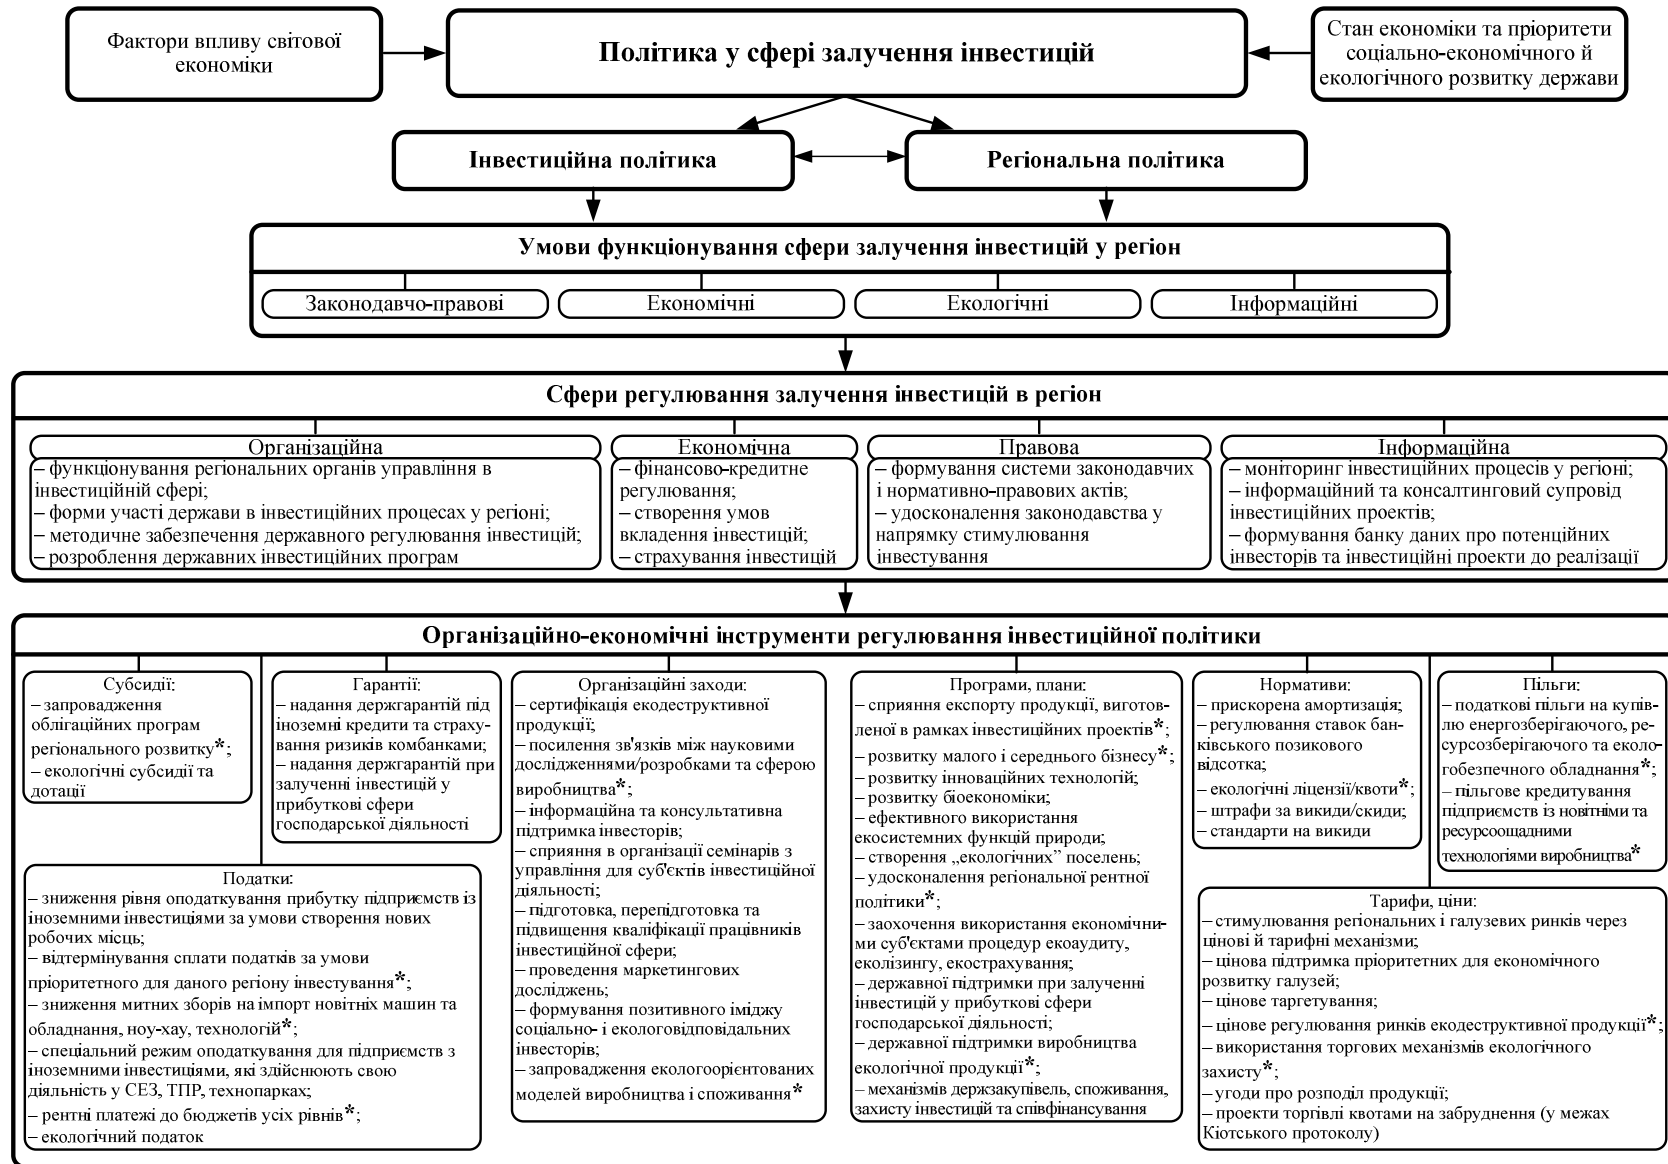 Фактори впливу світової
економіки
Політика у сфері залучення інвестицій
Стан економіки та пріоритети
соціально-економічного й
екологічного розвитку держави
Інвестиційна політика
Регіональна політика
Умови функціонування сфери залучення інвестицій у регіон
Законодавчо-правові
Економічні
Екологічні
Інформаційні
Сфери регулювання залучення інвестицій в регіон
Організаційна
– функціонування регіональних органів управління в
інвестиційній сфері;
– форми участі держави в інвестиційних процесах у регіоні;
– методичне забезпечення державного регулювання інвестицій;
– розроблення державних інвестиційних програм
Економічна
– фінансово-кредитне
регулювання;
– створення умов
вкладення інвестицій;
– страхування інвестицій
Правова
– формування системи законодавчих
і нормативно-правових актів;
– удосконалення законодавства у
напрямку стимулювання
інвестування
Інформаційна
– моніторинг інвестиційних процесів у регіоні;
– інформаційний та консалтинговий супровід
інвестиційних проектів;
– формування банку даних про потенційних
інвесторів та інвестиційні проекти до реалізації
Організаційно-економічні інструменти регулювання інвестиційної політики
Субсидії:
– запровадження
облігаційних програм
регіонального розвитку*;
– екологічні субсидії та
дотації
Гарантії:
– надання держгарантій під
іноземні кредити та страху-
вання ризиків комбанками;
– надання держгарантій при
залученні інвестицій у
прибуткові сфери
господарської діяльності
Організаційні заходи:
– сертифікація екодеструктивної
продукції;
– посилення зв'язків між науковими
дослідженнями/розробками та сферою
виробництва*;
– інформаційна та консультативна
підтримка інвесторів;
– сприяння в організації семінарів з
управління для суб'єктів інвестиційної
діяльності;
– підготовка, перепідготовка та
підвищення кваліфікації працівників
інвестиційної сфери;
– проведення маркетингових
досліджень;
– формування позитивного іміджу
соціально- і екологовідповідальних
інвесторів;
– запровадження екологоорієнтованих
моделей виробництва і споживання*
Програми, плани:
– сприяння експорту продукції, виготов-
леної в рамках інвестиційних проектів*;
– розвитку малого і середнього бізнесу*;
– розвитку інноваційних технологій;
– розвитку біоекономіки;
– ефективного використання
екосистемних функцій природи;
– створення „екологічних” поселень;
– удосконалення регіональної рентної
політики*;
– заохочення використання економічни-
ми суб'єктами процедур екоаудиту,
еколізингу, екострахування;
– державної підтримки при залученні
інвестицій у прибуткові сфери
господарської діяльності;
– державної підтримки виробництва
екологічної продукції*;
– механізмів держзакупівель, споживання,
захисту інвестицій та співфінансування
Нормативи:
– прискорена амортизація;
– регулювання ставок бан-
ківського позикового
відсотка;
– екологічні ліцензії/квоти*;
– штрафи за викиди/скиди;
– стандарти на викиди
Пільги:
– податкові пільги на купів-
лю енергозберігаючого, ре-
сурсозберігаючого та еколо-
гобезпечного обладнання*;
– пільгове кредитування
підприємств із новітніми та
ресурсоощадними
технологіями виробництва*
Податки:
– зниження рівня оподаткування прибутку підприємств із
іноземними інвестиціями за умови створення нових
робочих місць;
– відтермінування сплати податків за умови
пріоритетного для даного регіону інвестування*;
– зниження митних зборів на імпорт новітніх машин та
обладнання, ноу-хау, технологій*;
– спеціальний режим оподаткування для підприємств з
іноземними інвестиціями, які здійснюють свою
діяльність у СЕЗ, ТПР, технопарках;
– рентні платежі до бюджетів усіх рівнів*;
– екологічний податок
Тарифи, ціни:
– стимулювання регіональних і галузевих ринків через
цінові й тарифні механізми;
– цінова підтримка пріоритетних для економічного
розвитку галузей;
– цінове таргетування;
– цінове регулювання ринків екодеструктивної продукції*;
– використання торгових механізмів екологічного
захисту*;
– угоди про розподіл продукції;
– проекти торгівлі квотами на забруднення (у межах
Кіотського протоколу)